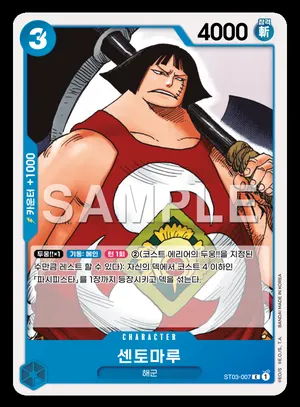 3
4000
참격
斬
카운터 +1000
SAMPLE
두웅!!×1 기동: 메인 턴 1회 ②(코스트 에리어의 두웅!!을 지정된
수만큼 레스트 할 수 있다): 자신의 덱에서 코스트 4 이하인
「파시피스타」를 1장까지 등장시키고 덱을 섞는다.
CHARACTER
센토마루
해군
ST03-007
1